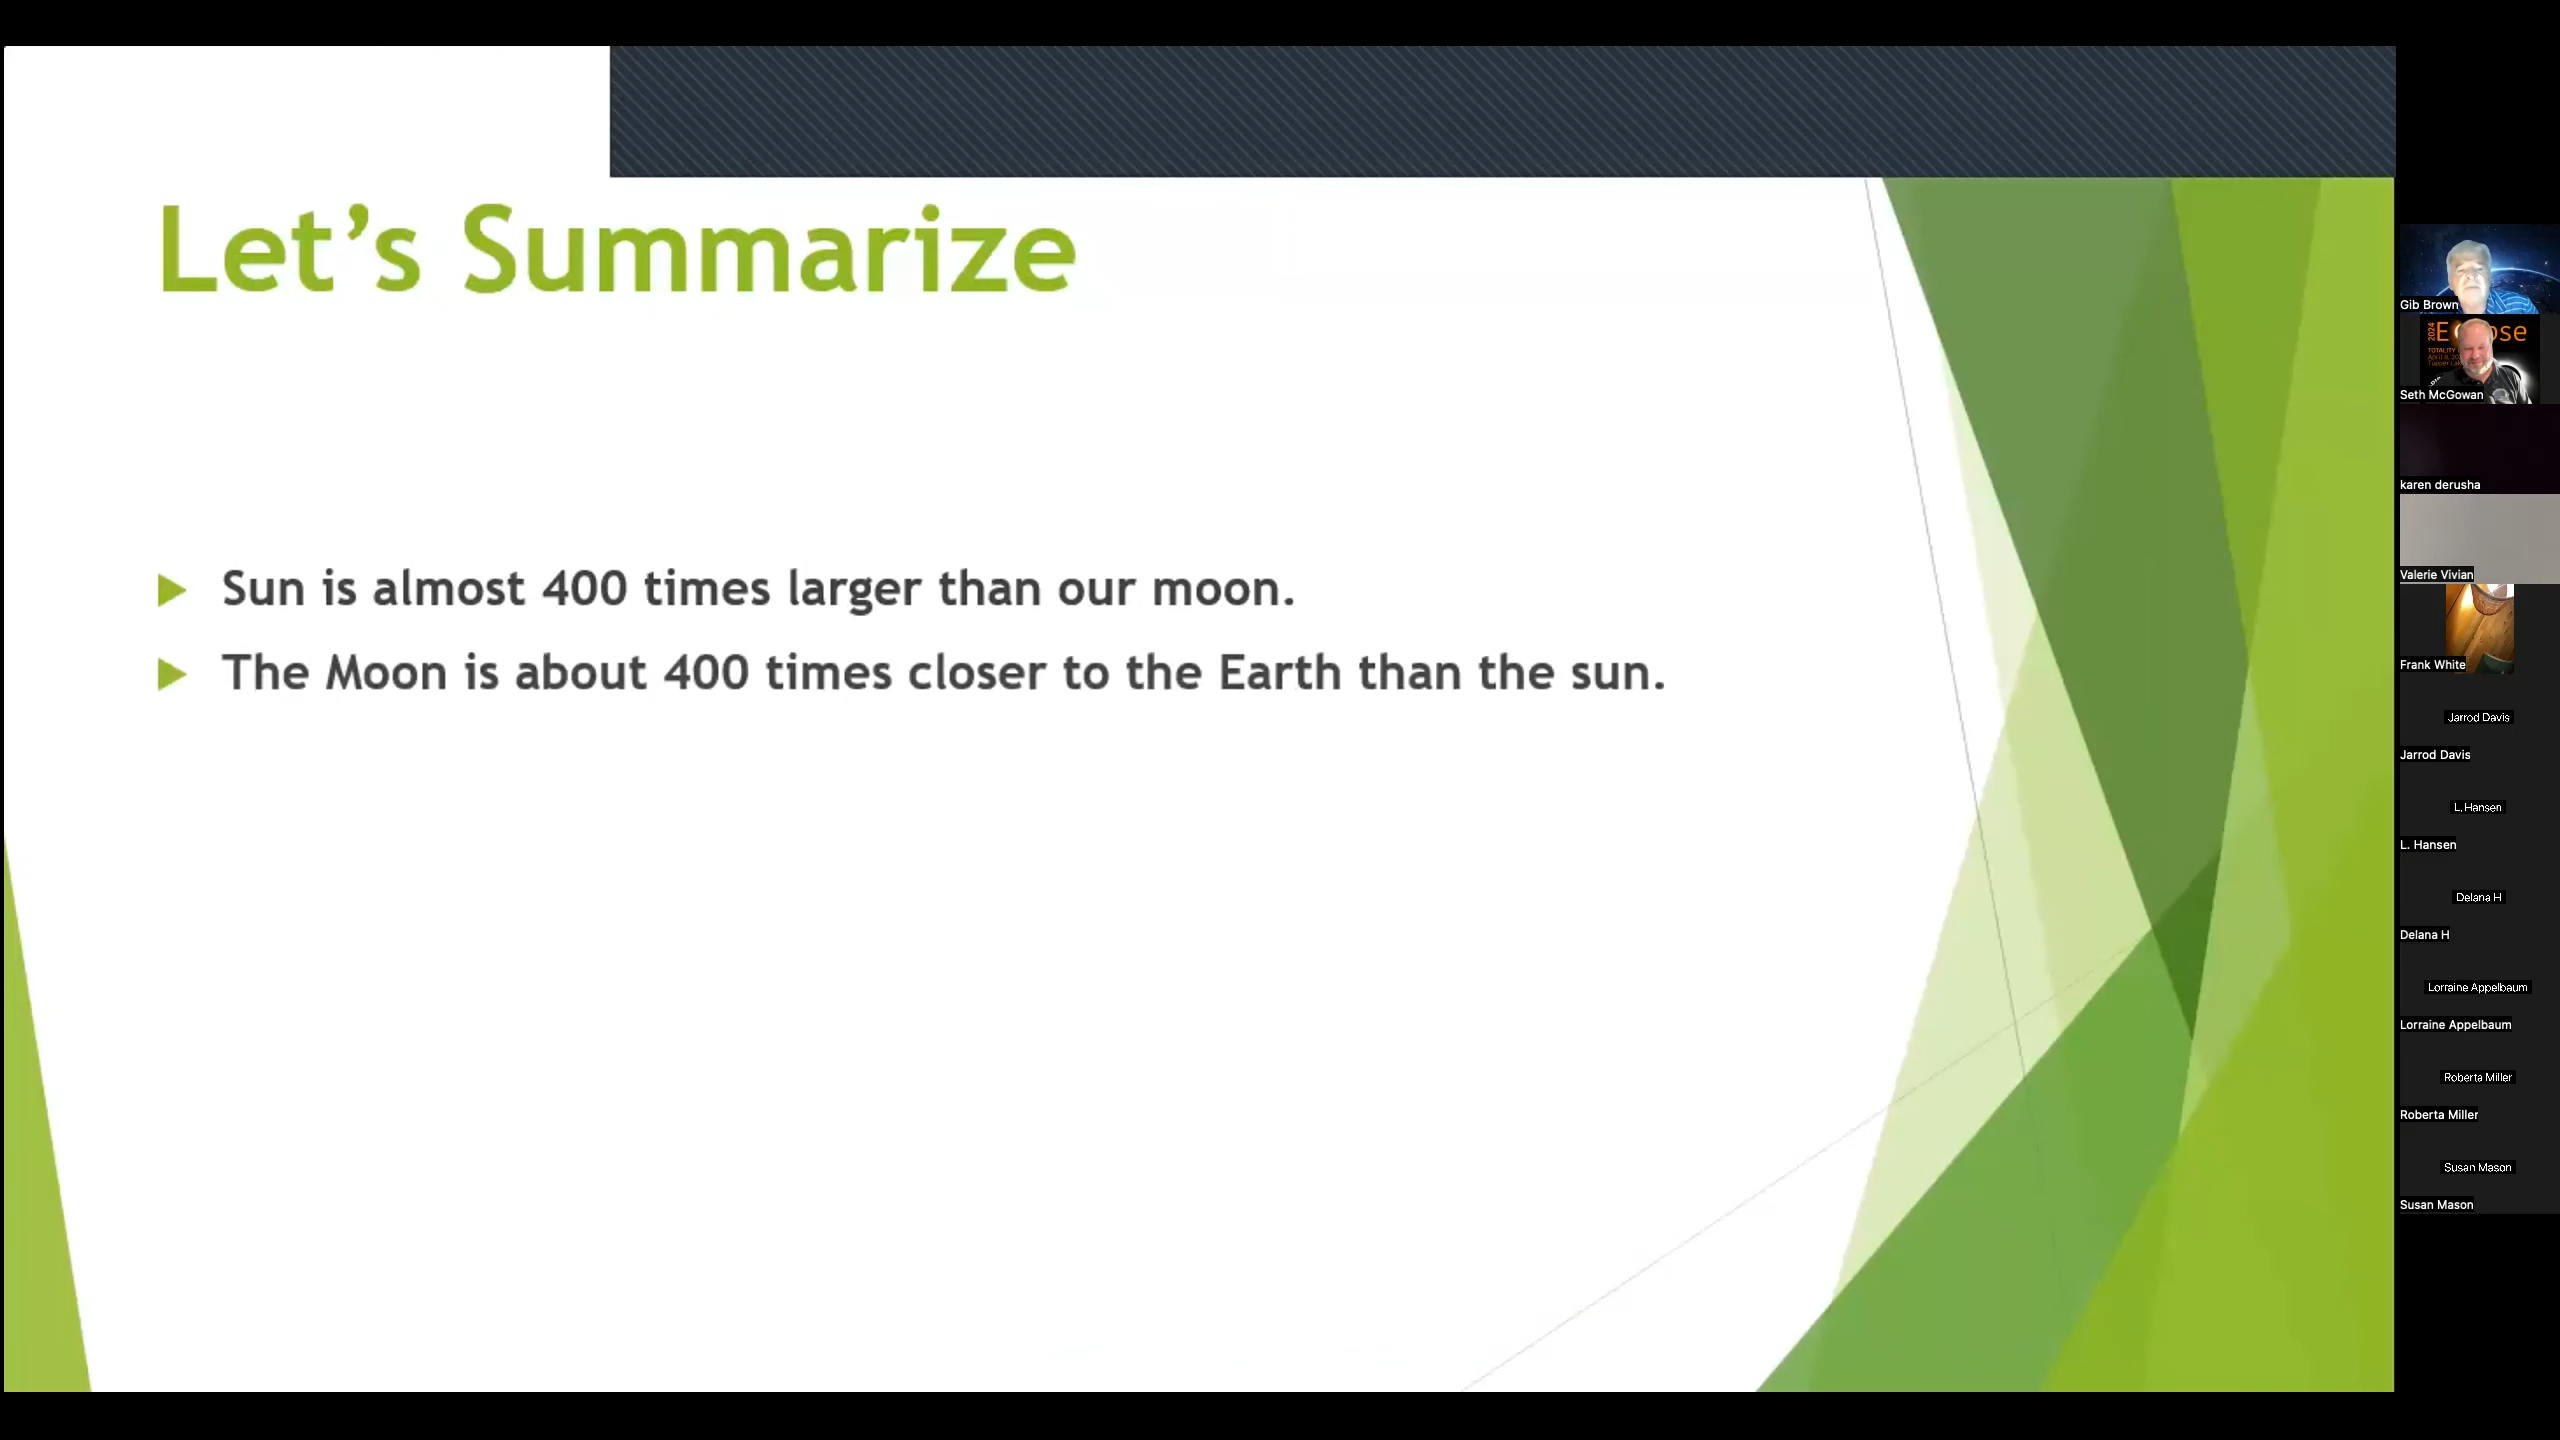 Let's Summarize
Sun is almost 400 times larger than our moon.
The Moon is about 400 times closer to the Earth than the sun.
Gib Brown
2024
TOTALITY
Seth McGowan
karen derusha
Valerie Vivian
Frank White
Jarrod Davis
Jarrod Davis
L. Hansen
L. Hansen
Delana H
Delana H
Lorraine Appelbaum
Lorraine Appelbaum
Roberta Miller
Roberta Miller
Susan Mason
Susan Mason